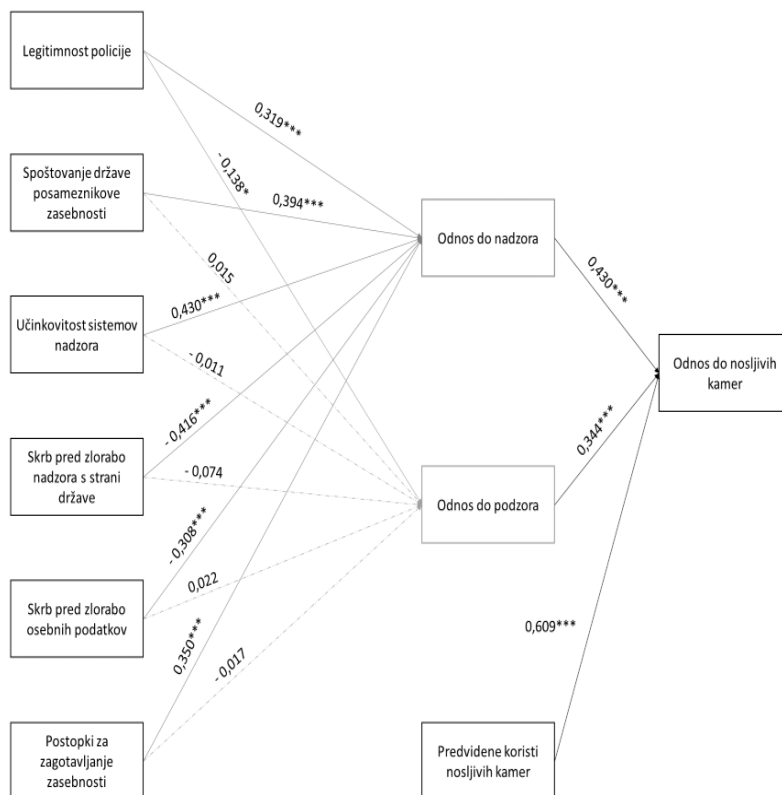 Legitimnost policije
0,319***
- 0,138*
Spoštovanje države
posameznikove
zasebnosti
0,394***
0,015
Odnos do nadzora
0,430***
Učinkovitost sistemov
nadzora
0,430***
- 0,011
Odnos do nosljivih
kamer
Skrb pred zlorabo
nadzora s strani
države
- 0,416***
- 0,074
Odnos do podzora
0,344***
Skrb pred zlorabo
osebnih podatkov
- 0,308***
0,022
0,609***
Postopki za
zagotavljanje
zasebnosti
0,350***
- 0,017
Predvidene koristi
nosljivih kamer